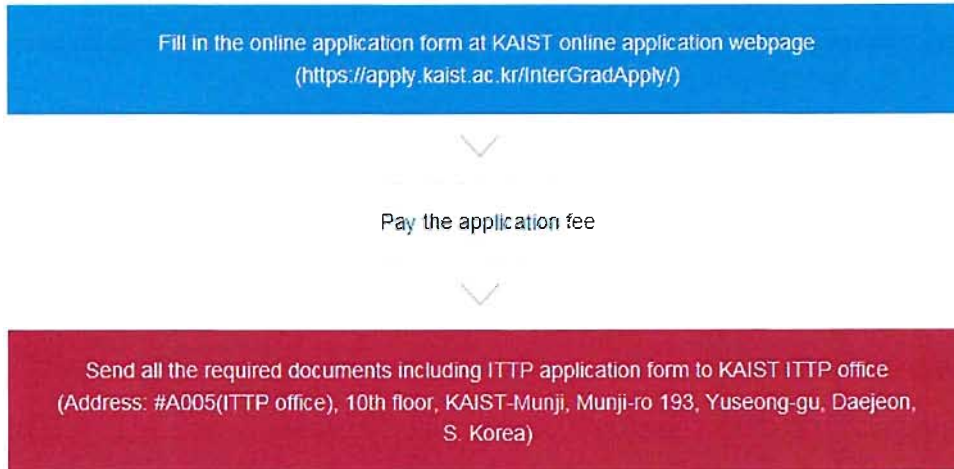 Fill in the online application form at KAIST online application webpage
(https://apply.kaist.ac.kr/InterGradApply/)
Pay the application fee
Send all the required documents including ITTP application form to KAIST ITTP office
(Address: #A005(ITTP office), 10th floor, KAIST-Munji, Munji-ro 193, Yuseong-gu, Daejeon,
S. Korea)